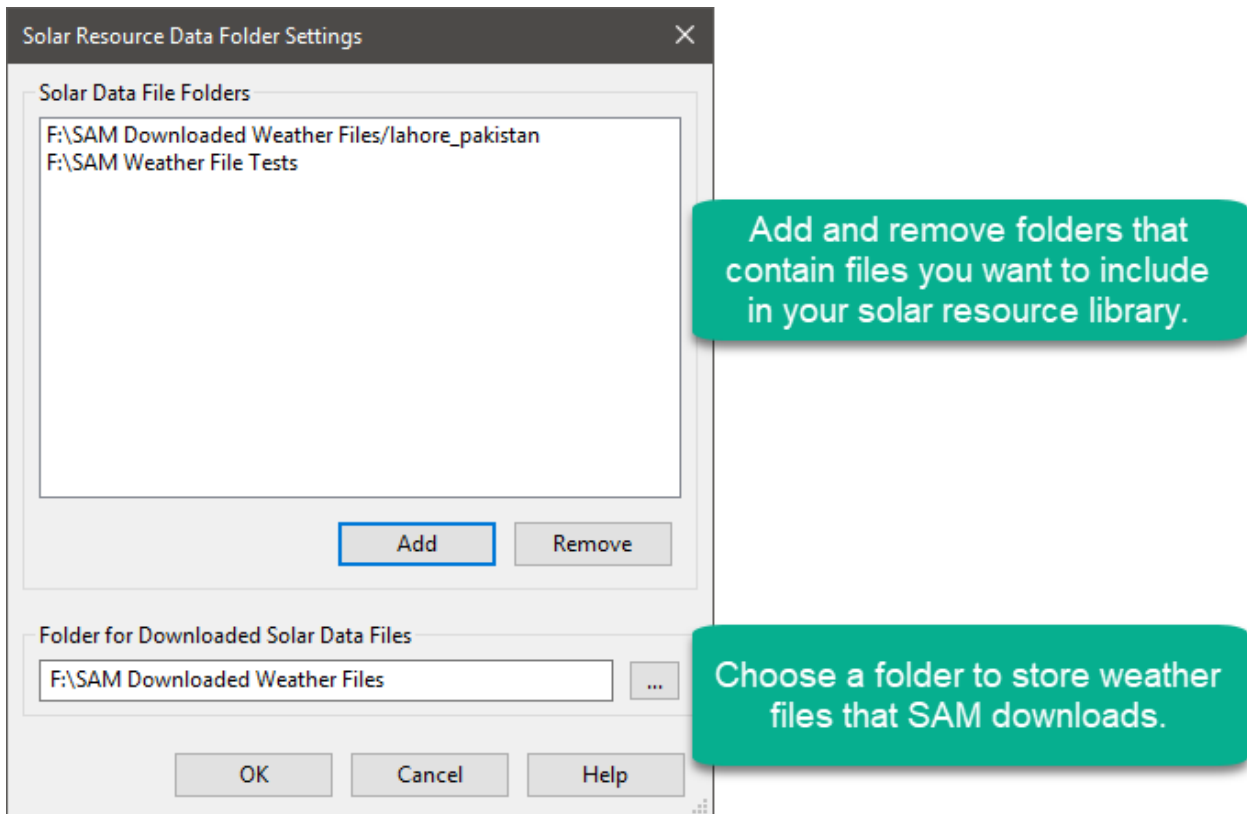 Solar Resource Data Folder Settings
Solar Data File Folders
F:\SAM Downloaded Weather Files/lahore_pakistan
F:\SAM Weather File Tests
Add and remove folders that
contain files you want to include
in your solar resource library.
Add
Remove
Folder for Downloaded Solar Data Files
F:\SAM Downloaded Weather Files
...
Choose a folder to store weather
files that SAM downloads.
OK
Cancel
Help